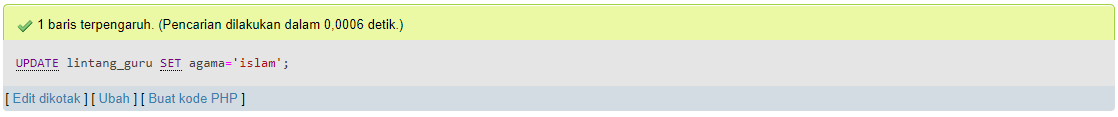 1 baris terpengaruh. (Pencarian dilakukan dalam 0,0006 detik.)
UPDATE lintang_guru SET agama='islam';
[ Edit dikotak ] [ Ubah ] [ Buat kode PHP ]